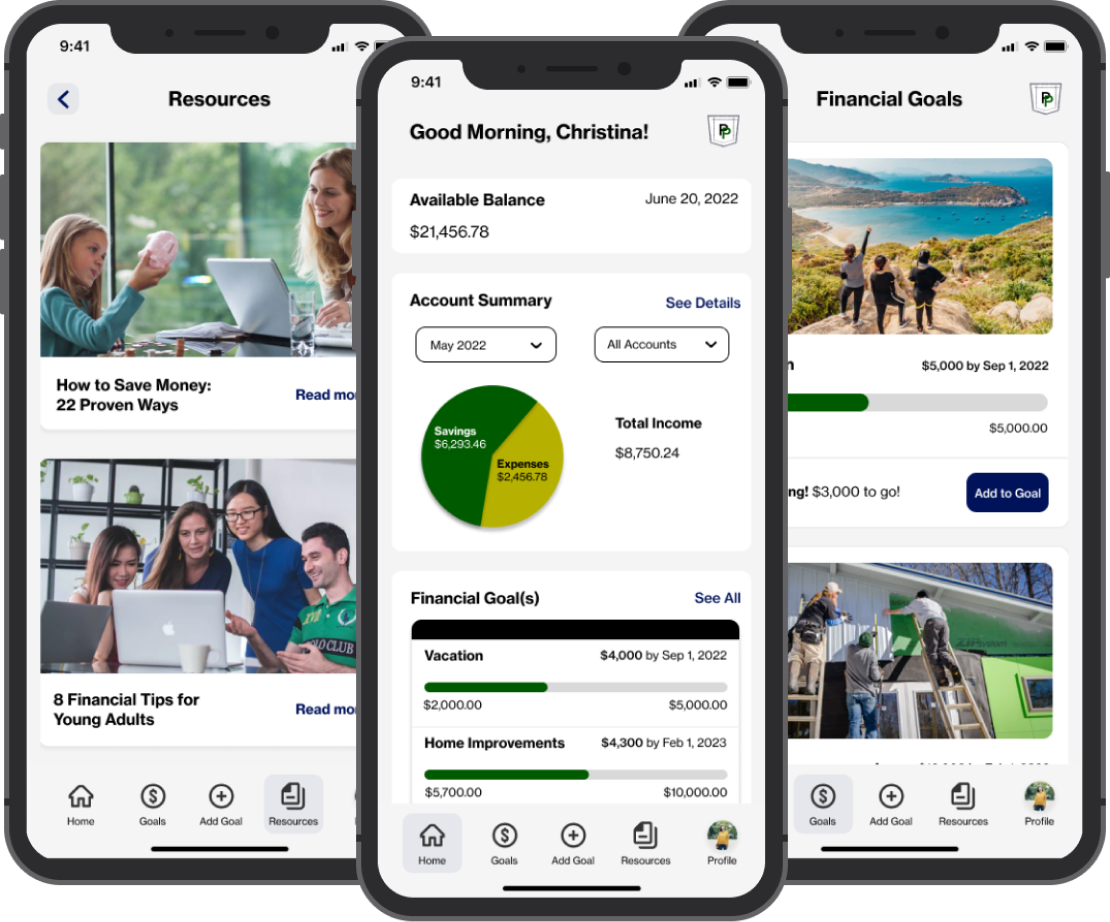 9:41
Resources
How to Save Money:
22 Proven Ways
Read
8 Financial Tips for
Young Adults
Read
Home
Goals
Add Goal
Resources
9:41
Good Morning, Christina!
Available Balance
June 20, 2022
$21,456.78
Account Summary
See Details
May 2022
All Accounts
Savings
$6,293.46
Expenses
$2,456.78
Total Income
$8,750.24
Financial Goal(s)
See All
Vacation
$4,000 by Sep 1, 2022
$2,000.00
$5,000.00
Home Improvements
$4,300 by Feb 1, 2023
$5,700.00
$10,000.00
Home
Goals
Add Goal
Resources
Profile
Financial Goals
$5,000 by Sep 1, 2022
$5,000.00
$3,000 to go!
Add to Goal
Goals
Add Goal
Resources
Profile